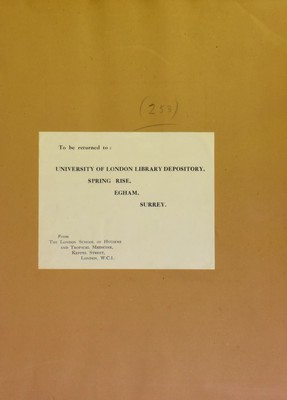 To be returned to :
UNIVERSITY OF LONDON LIBRARY DEPOSITORY,
SPRING RISE,
EGHAM,
SURREY.
From
THE LONDON SCHOOL OF HYGIENE
AND TROPICAL MEDICINE,
KEPPEL STREET,
LONDON, W.C.1.